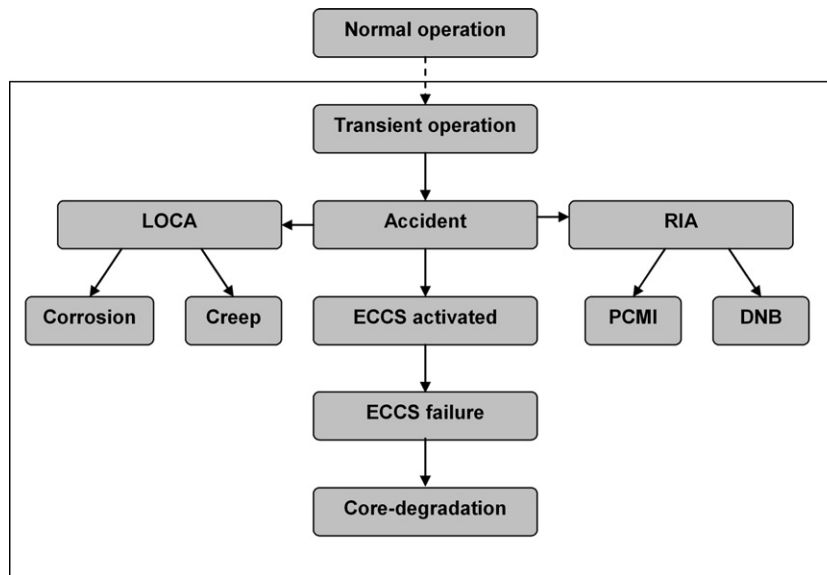 Normal operation
Transient operation
LOCA
Accident
RIA
Corrosion
Creep
ECCS activated
PCMI
DNB
ECCS failure
Core-degradation